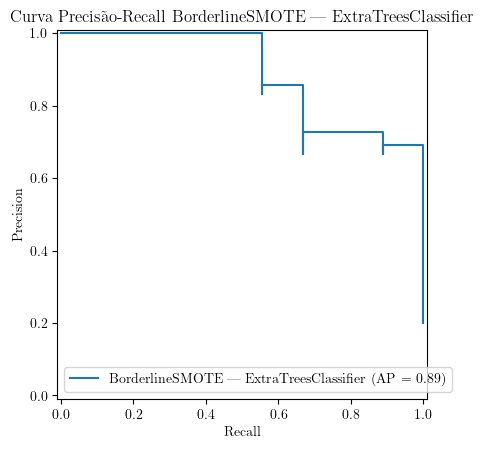 Curva Precisão-Recall BorderlineSMOTE — ExtraTreesClassifier
1.0
0.8
0.6
0.4
0.2
0.0
Precision
BorderlineSMOTE — ExtraTreesClassifier (AP = 0.89)
0.0 0.2 0.4 0.6 0.8 1.0
Recall